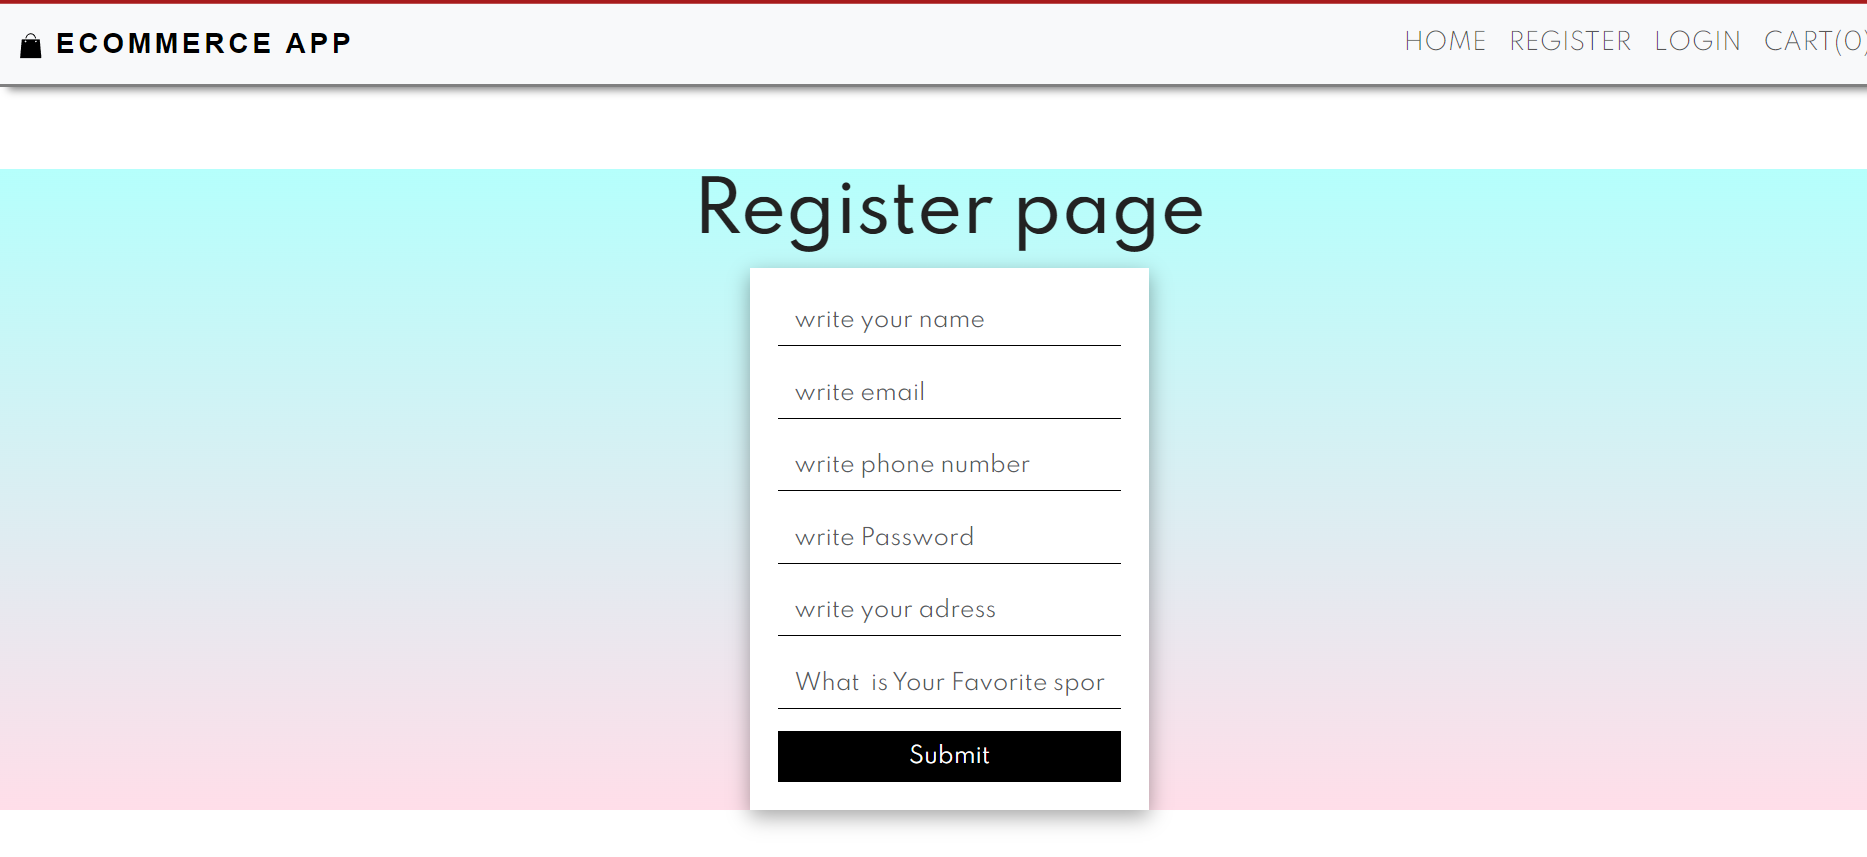 ECOMMERCE APP HOME REGISTER LOGIN CART(0)
Register page
write your name
write email
write phone number
write Password
write your adress
What is Your Favorite spor
Submit